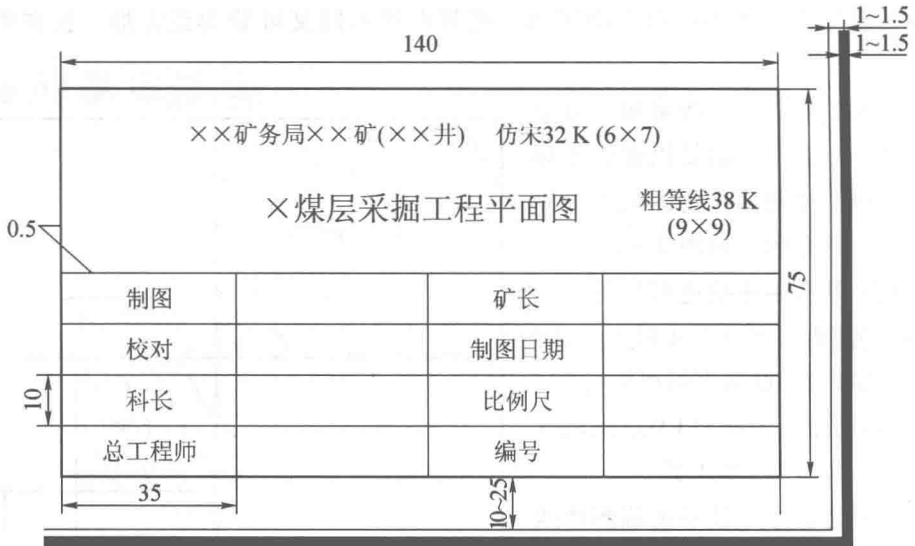 1~1.5
140
1~1.5
××矿务局××矿(××井) 仿宋32 K (6×7)
×煤层采掘工程平面图 粗等线38 K
(9×9)
0.5
75
制图 矿长
校对 制图日期
10 科长 比例尺
总工程师 编号
35
10~25